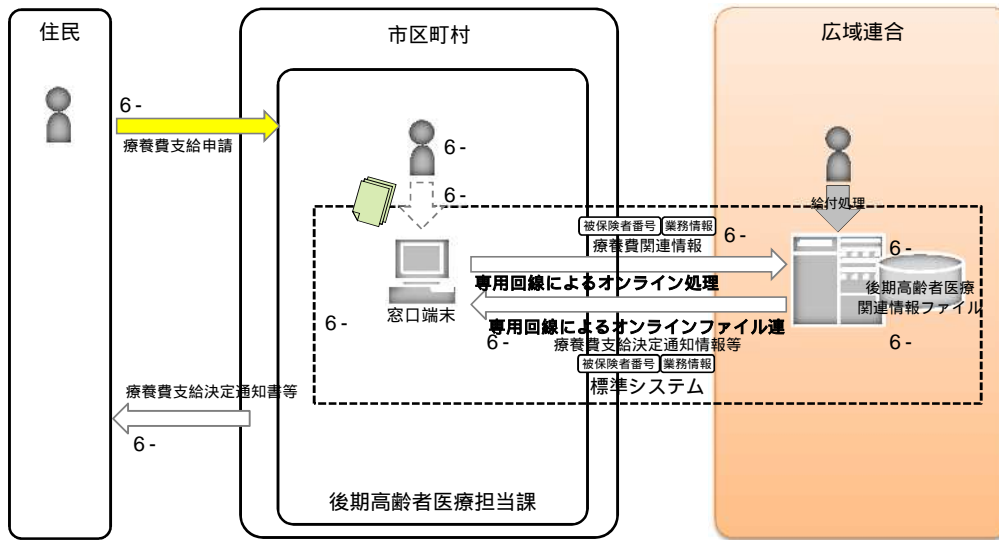 住民
市区町村
広域連合
6-
療養費支給申請
6-
6-
給付処理
被保険者番号 業務情報
療養費関連情報
6-
6-
専用回線によるオンライン処理
後期高齢者医療
関連情報ファイル
窓口端末
6-
専用回線によるオンラインファイル連
6-
療養費支給決定通知情報等
6-
被保険者番号 業務情報
標準システム
療養費支給決定通知書等
6-
後期高齢者医療担当課